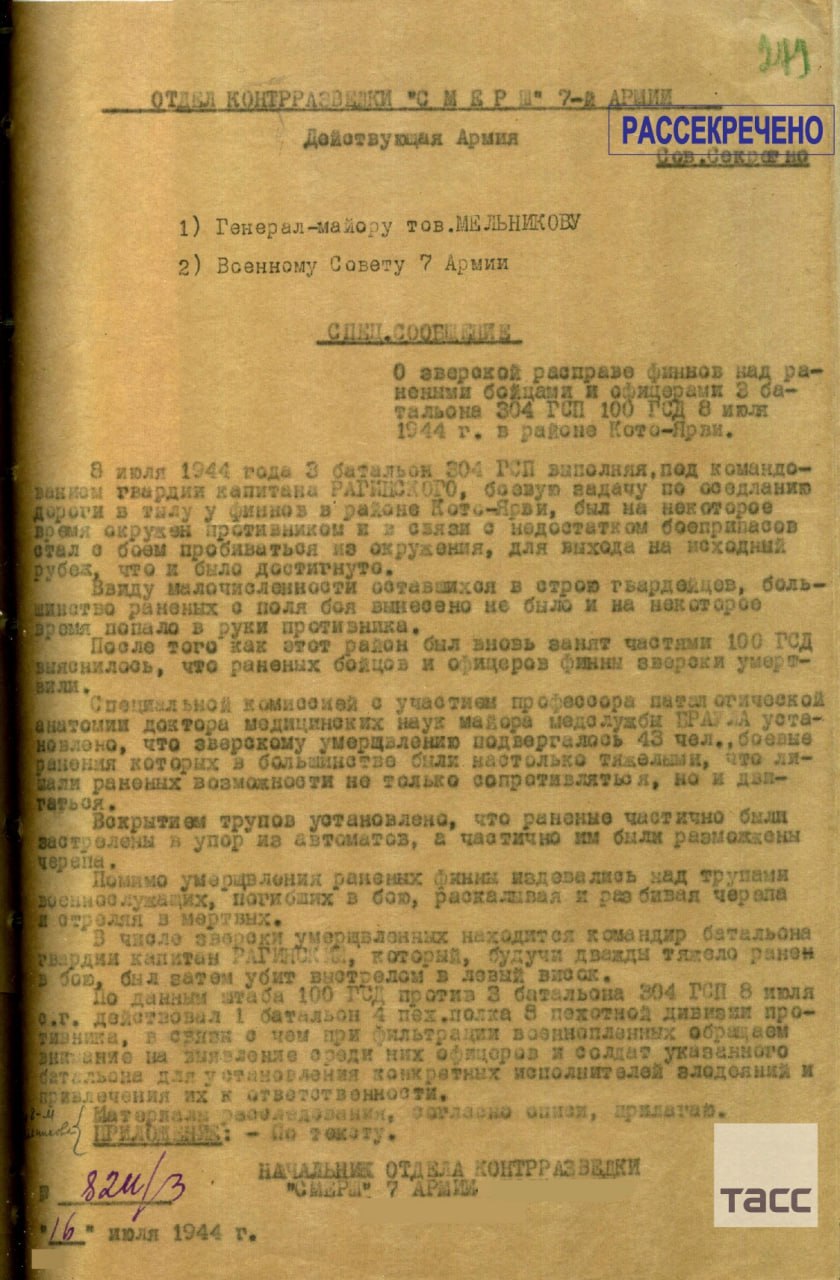 249
ОТДЕЛ КОНТРРАЗВЕДКИ "С М Е Р Ш" 7-й АРМИИ
РАССЕКРЕЧЕНО
Действующая Армия
Сов.Секретно
1) Генерал-майору тов.МЕЛЬНИКОВУ
2) Военному Совету 7 Армии
СПЕЦ.СООБЩЕНИЕ
О зверской расправе финнов над ра-
неными бойцами и офицерами 3 ба-
тальона 304 ГСП 100 ГСД 8 июля
1944 г. в районе Кото-Ярви.
8 июля 1944 года 3 батальон 304 ГСП выполняя,под командо-
ванием гвардии капитана РАГИНСКОГО, боевую задачу по оседланию
дороги в тылу у финнов в районе Кото-Ярви, был на некоторое
время окружен противником и в связи с недостатком боеприпасов
стал с боем пробиваться из окружения, для выхода на исходный
рубеж, что и было достигнуто.
Ввиду малочисленности оставшихся в строю гвардейцев, боль-
шинство раненых с поля боя вынесено не было и на некоторое
время попало в руки противника.
После того как этот район был вновь занят частями 100 ГСД
выяснилось, что раненых бойцов и офицеров финны зверски умерт-
вили.
Специальной комиссией с участием профессора патологической
анатомии доктора медицинских наук майора медслужбы уста-
новлено, что зверскому умерщвлению подвергалось 43 чел.,боевые
ранения которых в большинстве были настолько тяжелыми, что ли-
шали раненых возможности не только сопротивляться, но и дви-
гаться.
Вскрытием трупов установлено, что раненые частично были
застрелены в упор из автоматов, а частично им были размозжены
черепа.
Помимо умерщвления раненых финны издевались над трупами
военнослужащих, погибших в бою, раскалывая и разбивая черепа
и стреляя в мертвых.
В числе зверски умерщвленных находится командир батальона
гвардии капитан РАГИНСКИЙ, который, будучи дважды тяжело ранен
в бою, был затем убит выстрелом в левый висок.
По данным штаба 100 ГСД против 3 батальона 304 ГСП 8 июля
с.г. действовал 1 батальон 4 пех.полка 8 пехотной дивизии про-
тивника, в связи с чем при фильтрации военнопленных обращаем
внимание на выявление среди них офицеров и солдат указанного
батальона для установления конкретных исполнителей злодеяний и
привлечения их к ответственности.
Материалы расследования, согласно описи, прилагаю.
ПРИЛОЖЕНИЕ: - По тексту.
НАЧАЛЬНИК ОТДЕЛА КОНТРРАЗВЕДКИ
"СМЕРШ" 7 АРМИИ
"16" июля 1944 г.
ТАСС